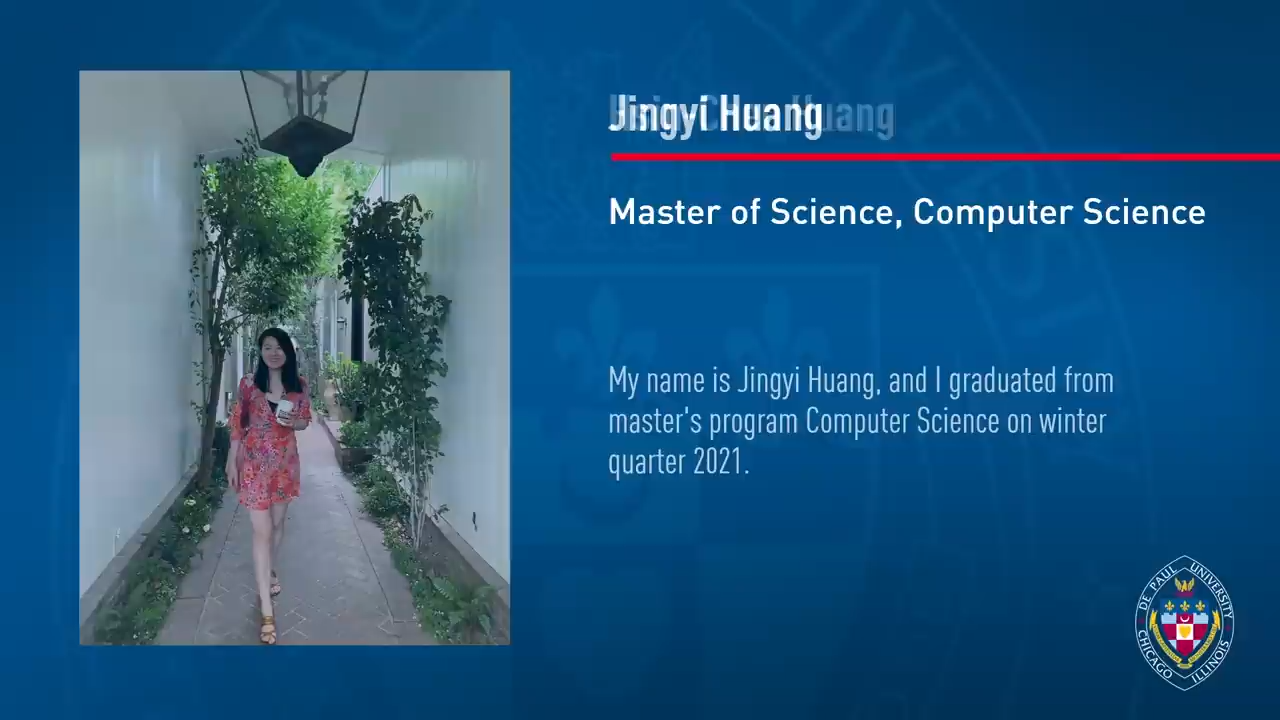 Jingyi Huang
Master of Science, Computer Science
My name is Jingyi Huang, and I graduated from
master's program Computer Science on winter
quarter 2021.
DE PAUL UNIVERSITY
CHICAGO ILLINOIS